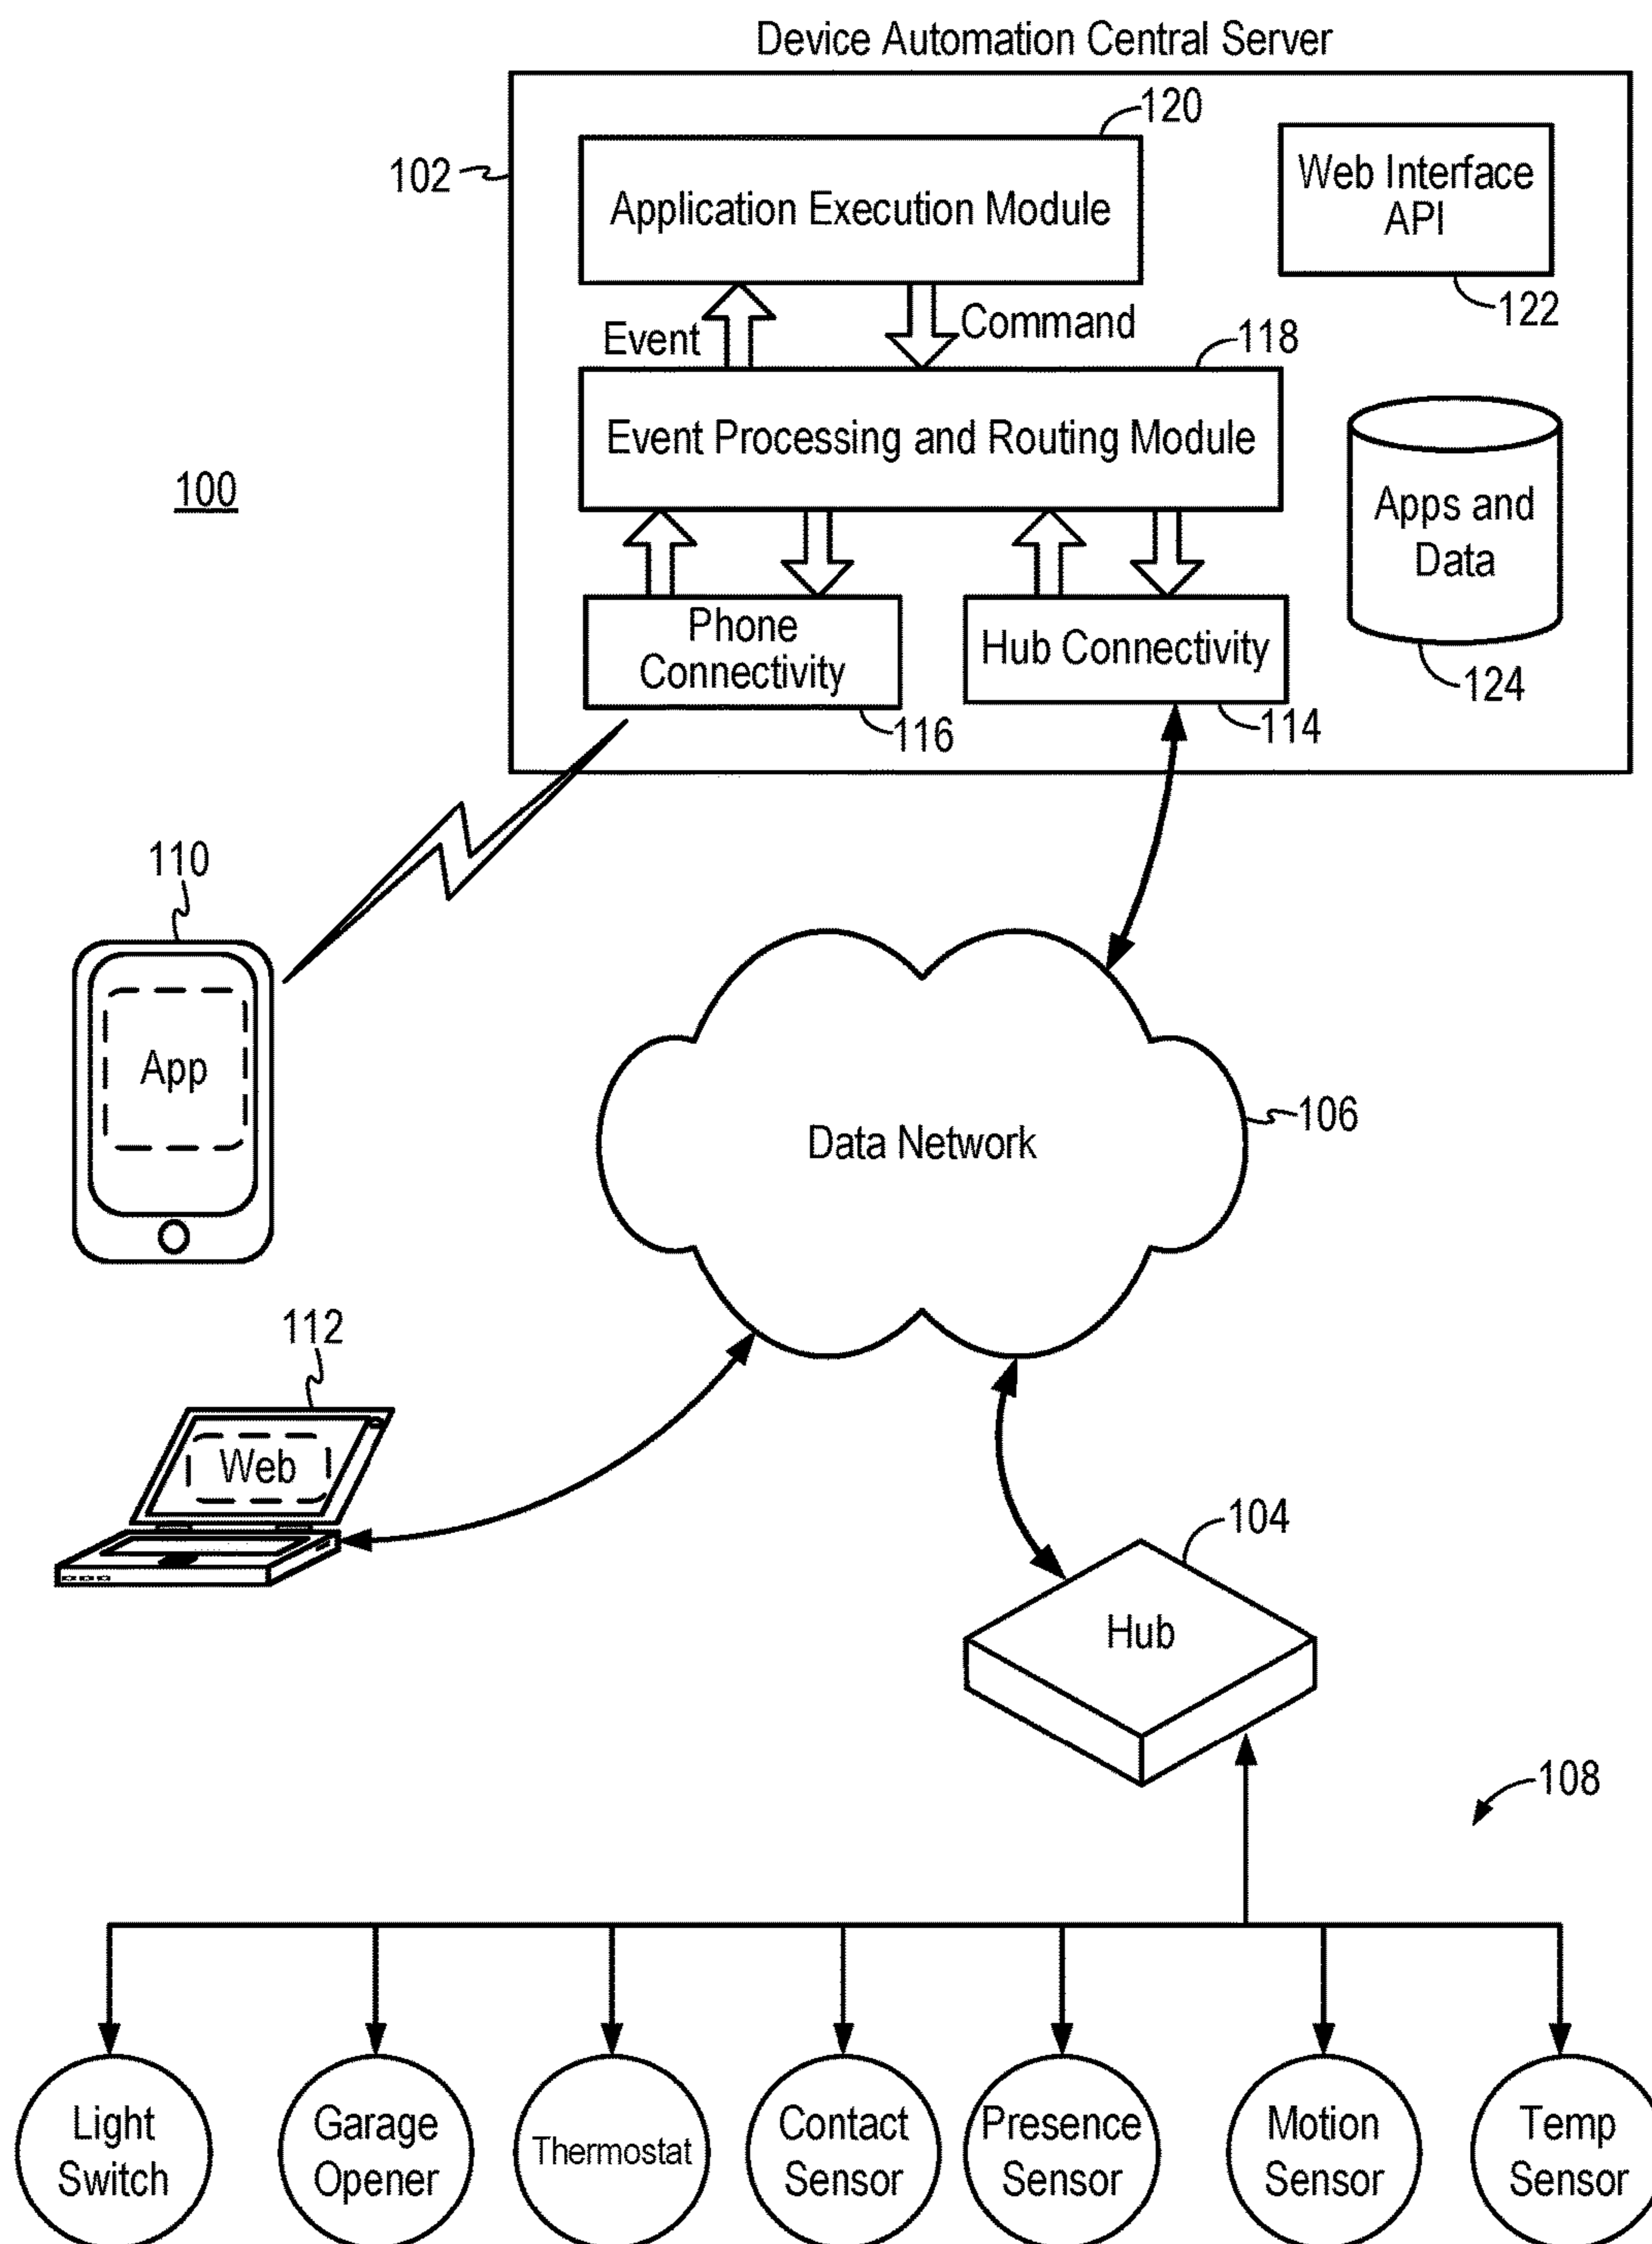 Device Automation Central Server
120
102
Application Execution Module
Web Interface
API
122
Event
Command
118
Event Processing and Routing Module
100
Apps and
Data
124
Phone
Connectivity
116
Hub Connectivity
114
110
App
Data Network
106
112
Web
104
Hub
108
Light
Switch
Garage
Opener
Thermostat
Contact
Sensor
Presence
Sensor
Motion
Sensor
Temp
Sensor